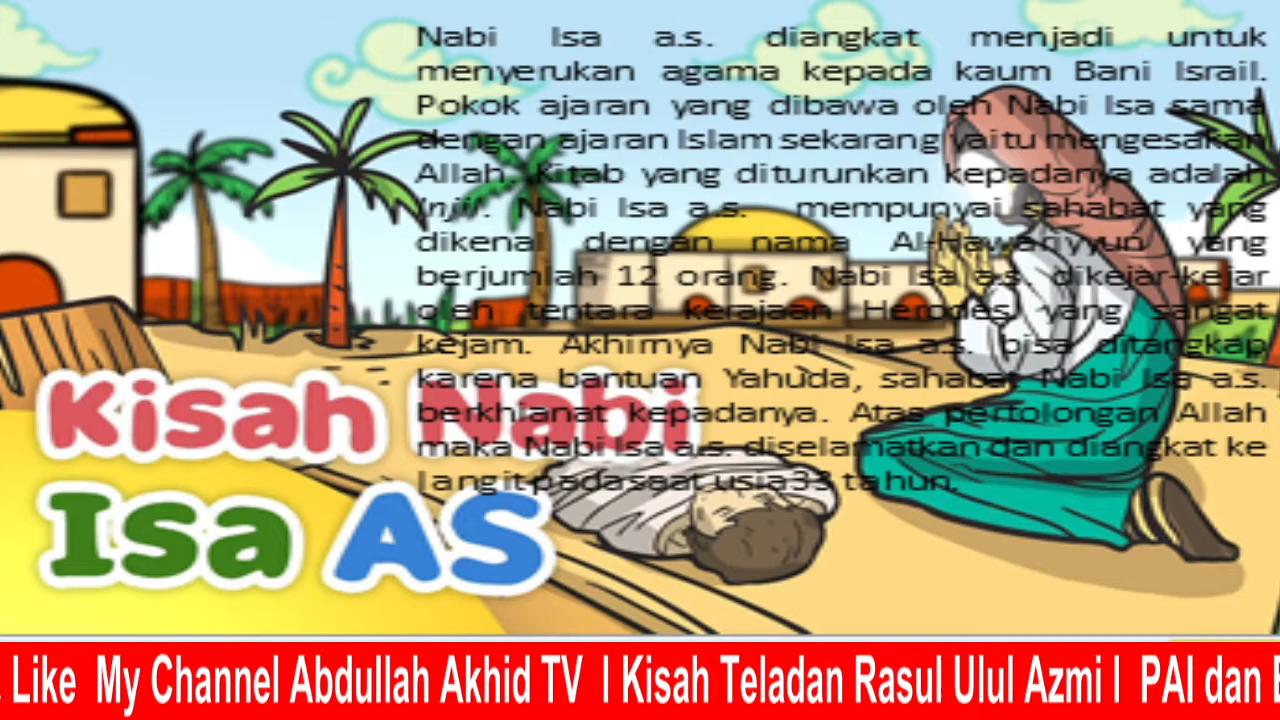 Nabi Isa a.s. diangkat menjadi untuk
menyerukan agama kepada kaum Bani Israil.
Pokok ajaran yang dibawa oleh Nabi Isa sama
dengan ajaran Islam sekarang yaitu mengesakan
Allah. Kitab yang diturunkan kepadanya adalah
Injil. Nabi Isa a.s. mempunyai sahabat yang
dikenal dengan nama Al-Hawariyyun yang
berjumlah 12 orang. Nabi Isa a.s. dikejar-kejar
oleh tentara kerajaan Herodes yang sangat
kejam. Akhirnya Nabi Isa a.s. bisa ditangkap
karena bantuan Yahuda, sahabat Nabi Isa a.s.
berkhianat kepadanya. Atas pertolongan Allah
maka Nabi Isa a.s. diselamatkan dan diangkat ke
langit pada saat usia 33 tahun.
Kisah Nabi
Isa AS
Like My Channel Abdullah Akhid TV I Kisah Teladan Rasul Ulul Azmi I PAI dan